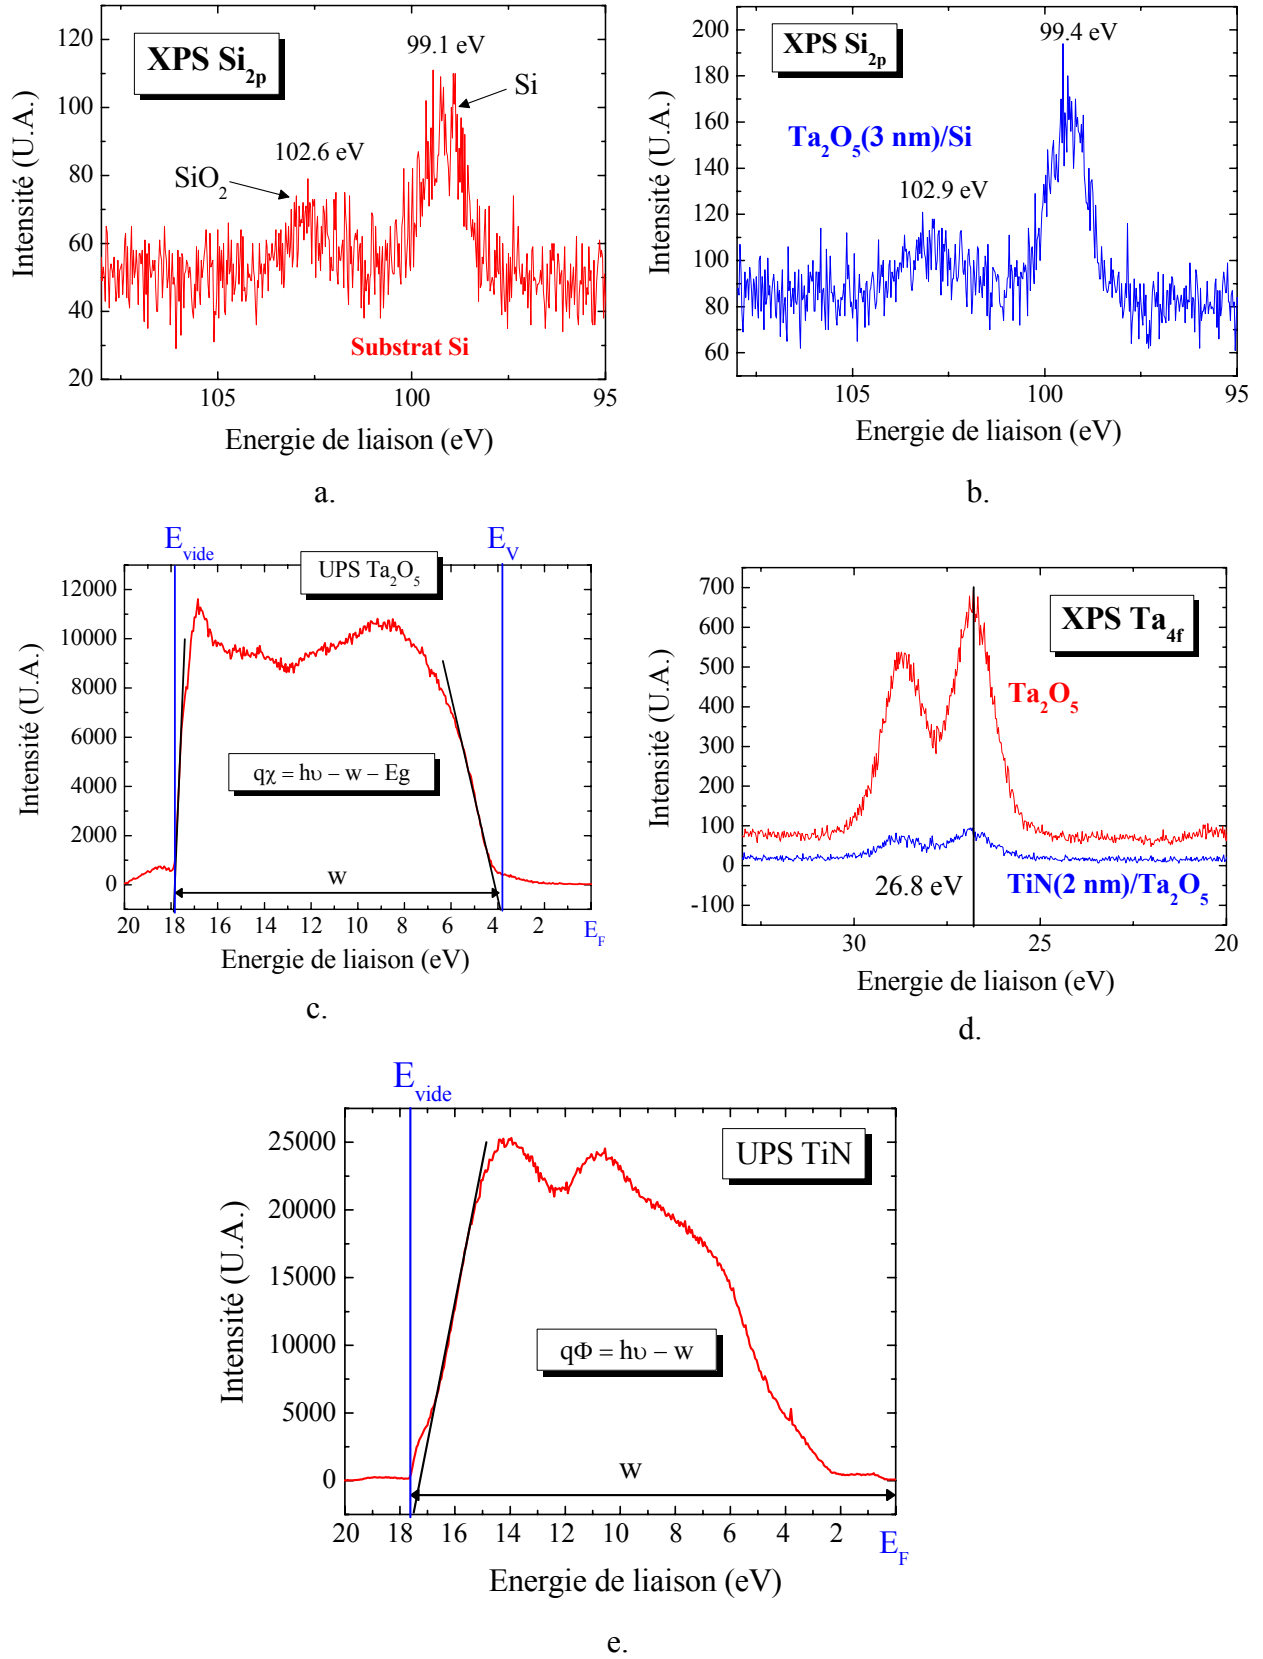 XPS Si2p
99.1 eV
Si
102.6 eV
SiO2
Substrat Si
120
100
80
60
40
20
Intensité (U.A.)
105
100
95
Energie de liaison (eV)
a.
XPS Si2p
99.4 eV
Ta2O5(3 nm)/Si
102.9 eV
200
180
160
140
120
100
80
60
Intensité (U.A.)
105
100
95
Energie de liaison (eV)
b.
Evide
EV
UPS Ta2O5
12000
10000
8000
6000
4000
2000
0
Intensité (U.A.)
qχ = hυ – w – Eg
w
20 18 16 14 12 10 8 6 4 2 EF
Energie de liaison (eV)
c.
XPS Ta4f
Ta2O5
26.8 eV
TiN(2 nm)/Ta2O5
700
600
500
400
300
200
100
0
-100
Intensité (U.A.)
30
25
20
Energie de liaison (eV)
d.
Evide
UPS TiN
25000
20000
15000
10000
5000
0
Intensité (U.A.)
qΦ = hυ – w
w
20 18 16 14 12 10 8 6 4 2 EF
Energie de liaison (eV)
e.